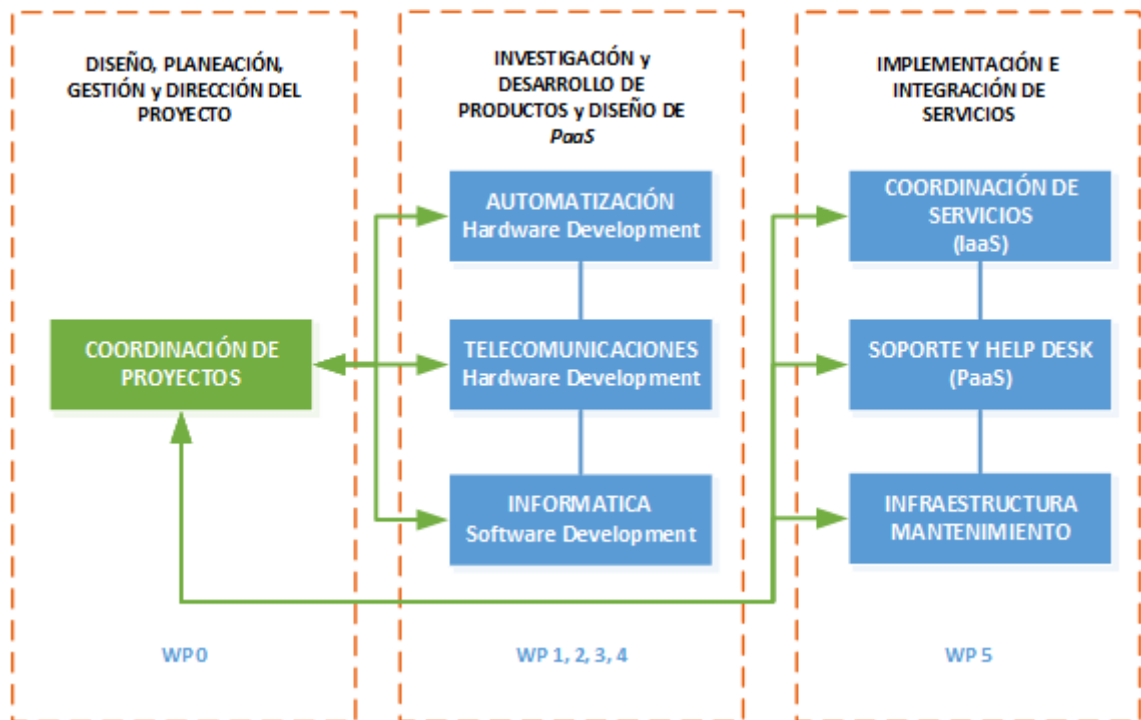 DISEÑO, PLANEACIÓN,
GESTIÓN y DIRECCIÓN DEL
PROYECTO
COORDINACIÓN DE
PROYECTOS
WP 0
INVESTIGACIÓN y
DESARROLLO DE
PRODUCTOS y DISEÑO DE
PaaS
AUTOMATIZACIÓN
Hardware Development
TELECOMUNICACIONES
Hardware Development
INFORMATICA
Software Development
WP 1, 2, 3, 4
IMPLEMENTACIÓN E
INTEGRACIÓN DE
SERVICIOS
COORDINACIÓN DE
SERVICIOS
(IaaS)
SOPORTE Y HELP DESK
(PaaS)
INFRAESTRUCTURA
MANTENIMIENTO
WP 5